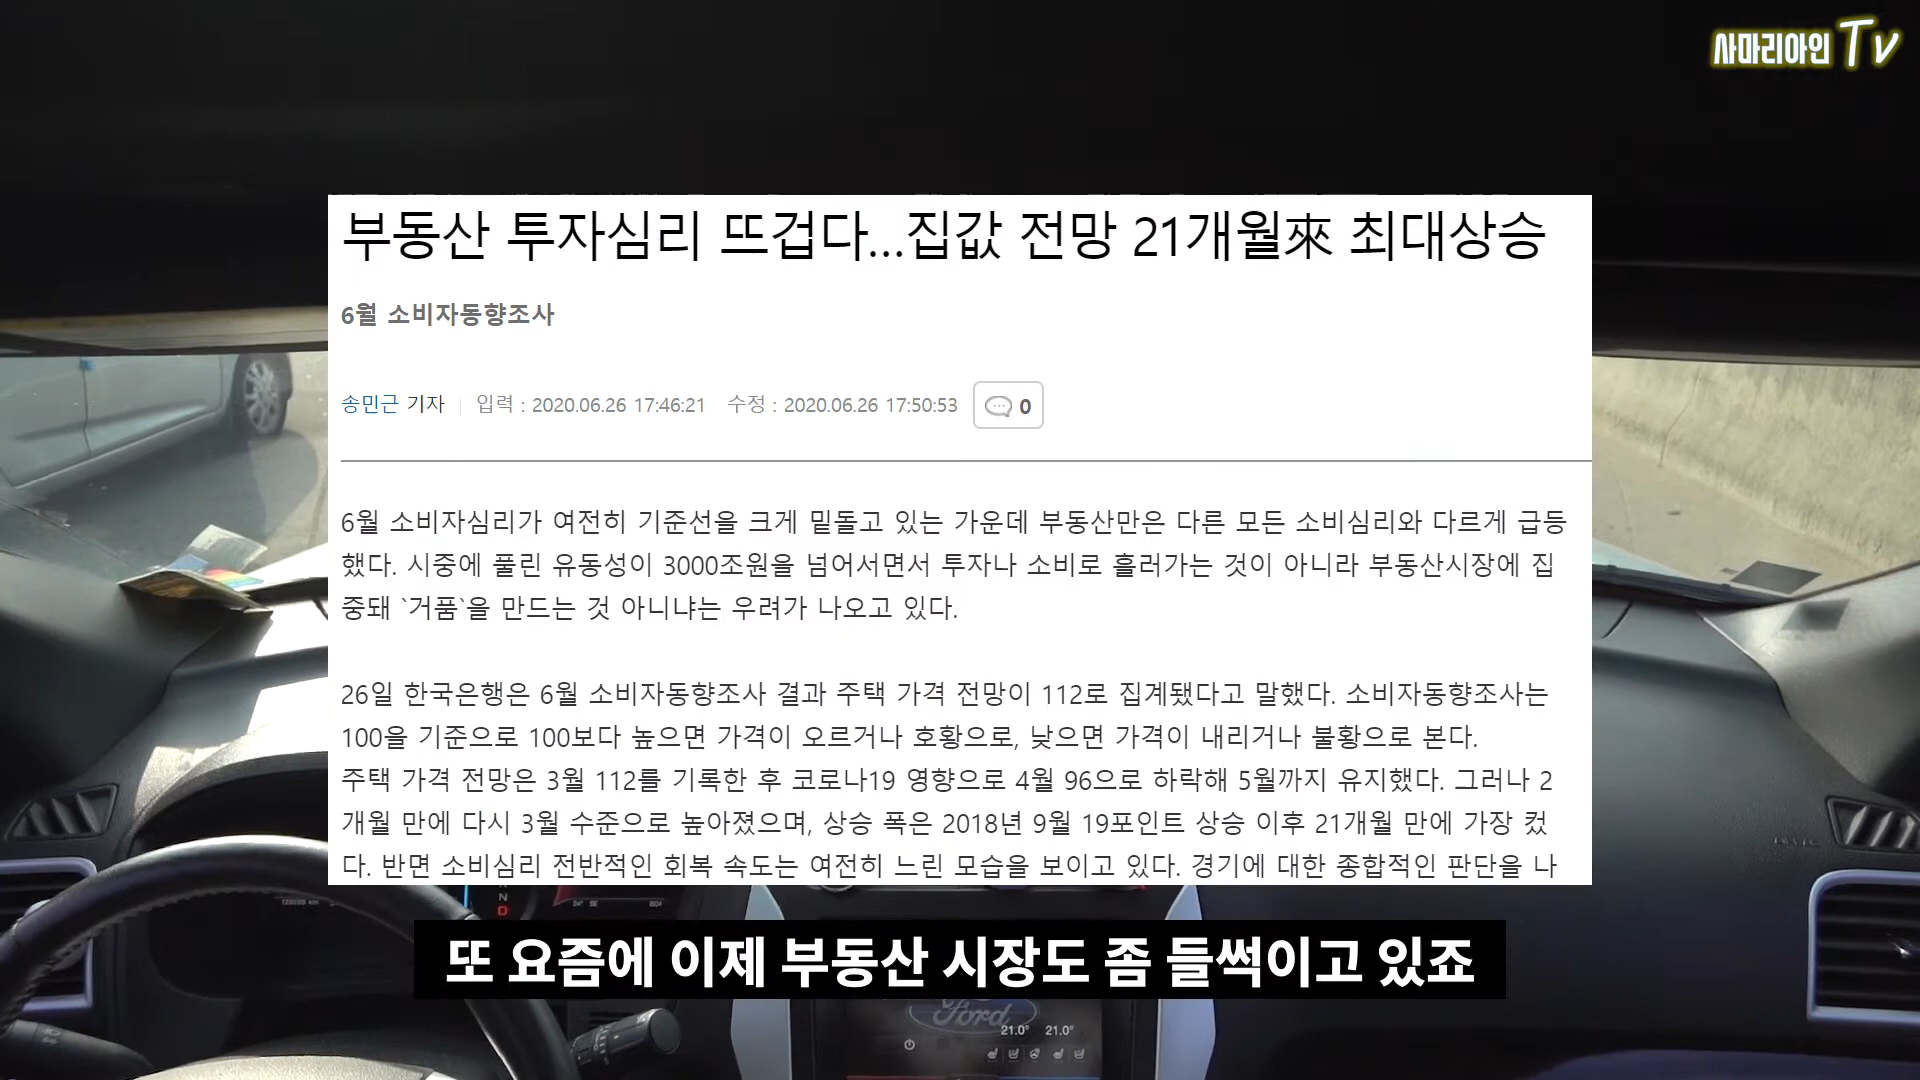 사마리아인 TV
부동산 투자심리 뜨겁다...집값 전망 21개월來 최대상승
6월 소비자동향조사
송민근 기자 입력 : 2020.06.26 17:46:21 수정 : 2020.06.26 17:50:53 0
6월 소비자심리가 여전히 기준선을 크게 밑돌고 있는 가운데 부동산만은 다른 모든 소비심리와 다르게 급등
했다. 시중에 풀린 유동성이 3000조원을 넘어서면서 투자나 소비로 흘러가는 것이 아니라 부동산시장에 집
중돼 `거품`을 만드는 것 아니냐는 우려가 나오고 있다.
26일 한국은행은 6월 소비자동향조사 결과 주택 가격 전망이 112로 집계됐다고 말했다. 소비자동향조사는
100을 기준으로 100보다 높으면 가격이 오르거나 호황으로, 낮으면 가격이 내리거나 불황으로 본다.
주택 가격 전망은 3월 112를 기록한 후 코로나19 영향으로 4월 96으로 하락해 5월까지 유지했다. 그러나 2
개월 만에 다시 3월 수준으로 높아졌으며, 상승 폭은 2018년 9월 19포인트 상승 이후 21개월 만에 가장 컸
다. 반면 소비심리 전반적인 회복 속도는 여전히 느린 모습을 보이고 있다. 경기에 대한 종합적인 판단을 나
N
D
또 요즘에 이제 부동산 시장도 좀 들썩이고 있죠
Ford
21.0° 21.0°